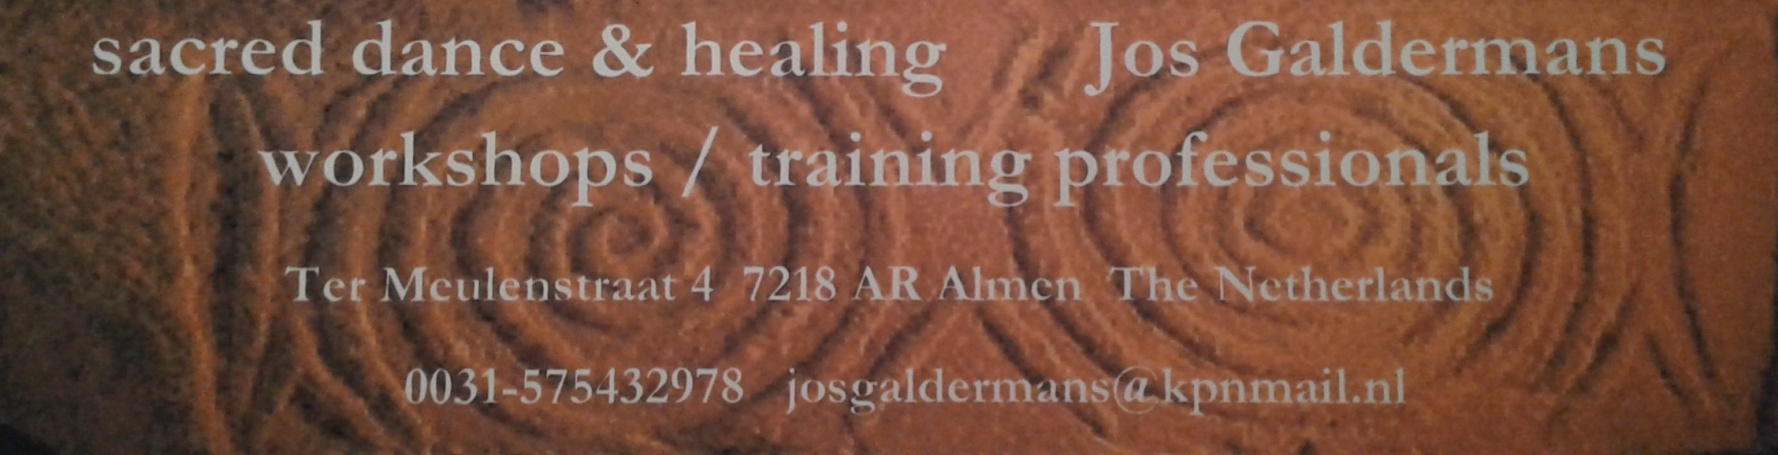 sacred dance & healing Jos Galdermans
workshops / training professionals
Ter Meulenstraat 4 7218 AR Almen The Netherlands
0031-575432978 josgaldermans@kpnmail.nl